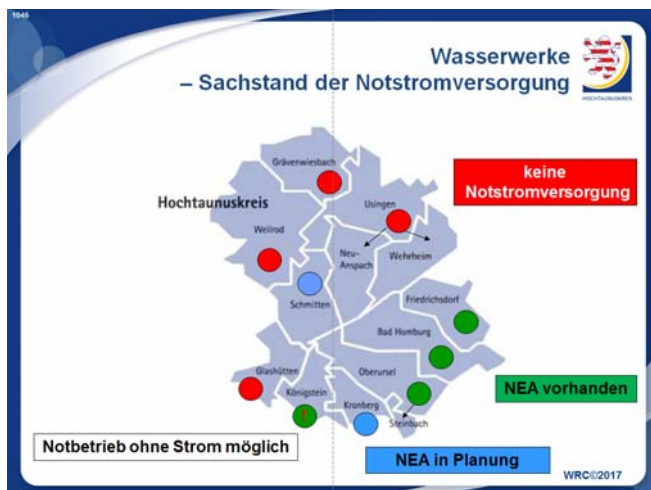 1046
Wasserwerke
– Sachstand der Notstromversorgung
HOCHTAUNUSKREIS
keine
Notstromversorgung
Grävenwiesbach
Hochtaunuskreis
Usingen
Weilrod
Neu-
Anspach
Wehrheim
Schmitten
Friedrichsdorf
Bad Homburg
Glashütten
Oberursel
Königstein
Kronberg
Steinbach
!
NEA vorhanden
Notbetrieb ohne Strom möglich
NEA in Planung
WRC©2017